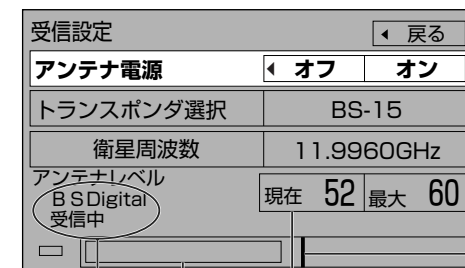 受信設定 戻る
アンテナ電源 オフ オン
トランスポンダ選択 BS-15
衛星周波数 11.9960GHz
アンテナレベル
BSDigital 現在 52 最大 60
受信中